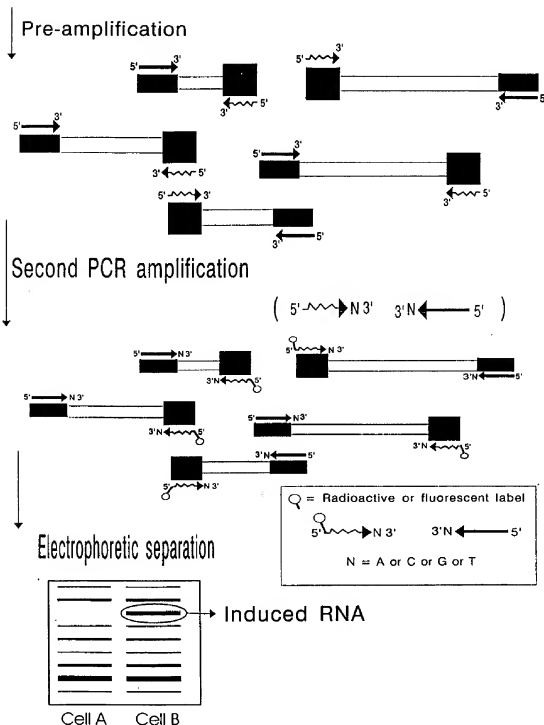 Pre-amplification
5' 3'
3' 5'
5' 3'
3' 5'
5' 3'
3' 5'
5' 3'
3' 5'
5' 3'
3' 5'
Second PCR amplification
( 5' N 3' 3' N 5' )
5' N 3'
3'N 5'
5' N 3'
3'N 5'
5' N 3'
3'N 5'
5' N 3'
3'N 5'
3'N 5'
5' N 3'
= Radioactive or fluorescent label
5' N 3' 3'N 5'
N = A or C or G or T
Electrophoretic separation
Induced RNA
Cell A Cell B